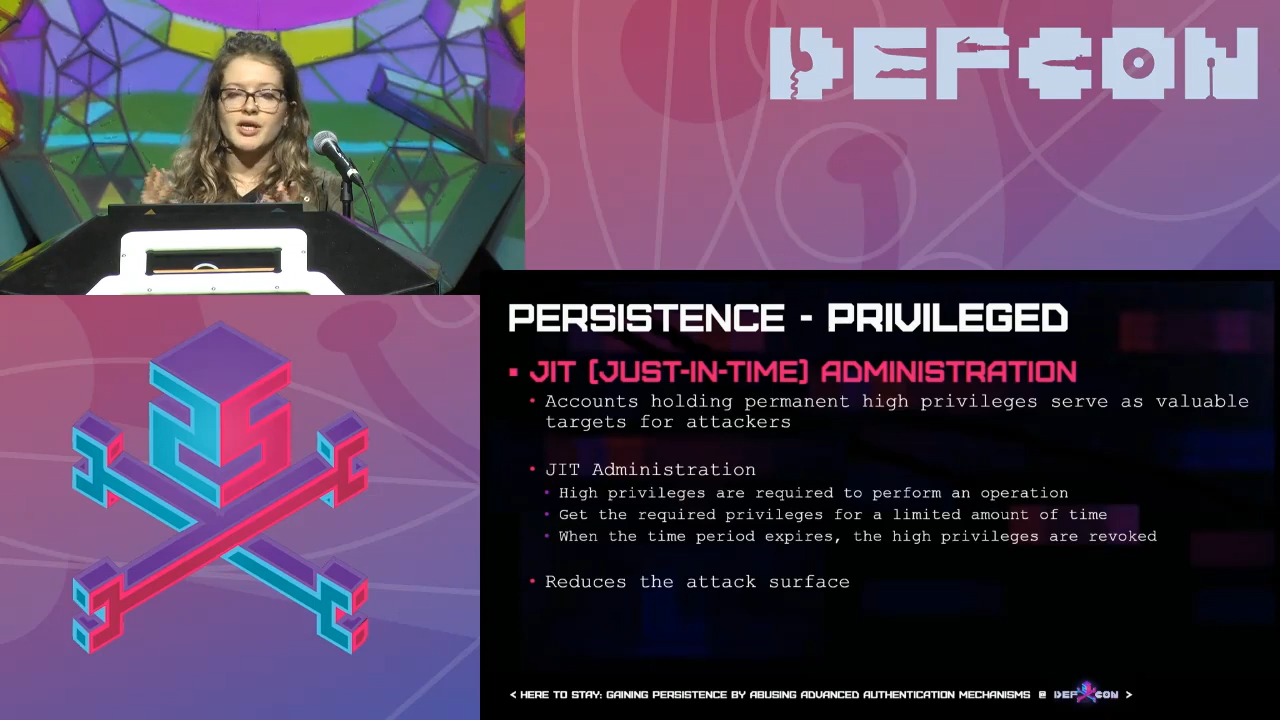 DEFCON
PERSISTENCE - PRIVILEGED
▪ JIT [JUST-IN-TIME] ADMINISTRATION
• Accounts holding permanent high privileges serve as valuable
targets for attackers
• JIT Administration
• High privileges are required to perform an operation
• Get the required privileges for a limited amount of time
• When the time period expires, the high privileges are revoked
• Reduces the attack surface
< HERE TO STAY: GAINING PERSISTENCE BY ABUSING ADVANCED AUTHENTICATION MECHANISMS @ DEF CON >